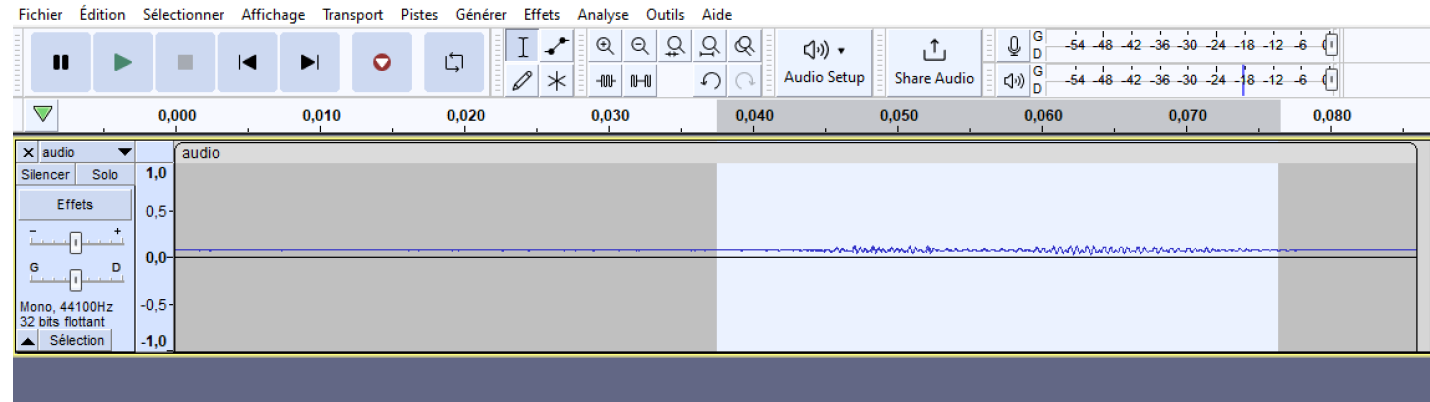 Fichier Édition Sélectionner Affichage Transport Pistes Générer Effets Analyse Outils Aide
G -54 -48 -42 -36 -30 -24 -18 -12 -6 0
D
Audio Setup
Share Audio
G -54 -48 -42 -36 -30 -24 -18 -12 -6 0
D
0,000 0,010 0,020 0,030 0,040 0,050 0,060 0,070 0,080
audio
audio
Silencer Solo
Effets
- +
G D
Mono, 44100Hz
32 bits flottant
Sélection
1,0
0,5-
0,0-
-0,5-
-1,0